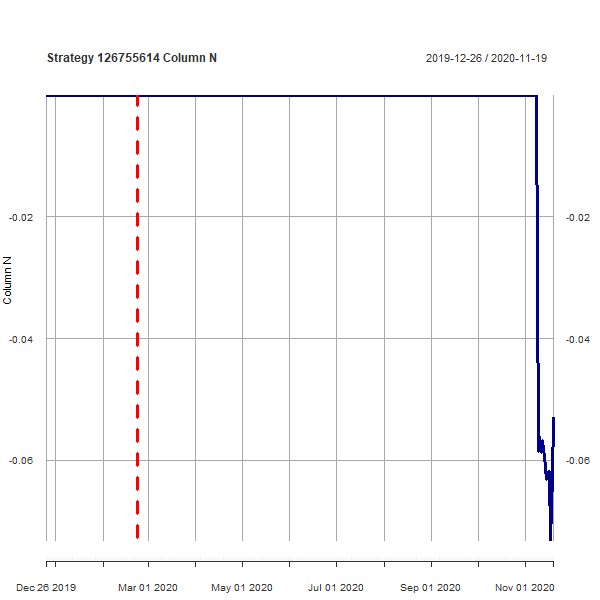 Strategy 126755614 Column N
2019-12-26 / 2020-11-19
Column N
-0.02
-0.04
-0.06
-0.02
-0.04
-0.06
Dec 26 2019
Mar 01 2020
May 01 2020
Jul 01 2020
Sep 01 2020
Nov 01 2020